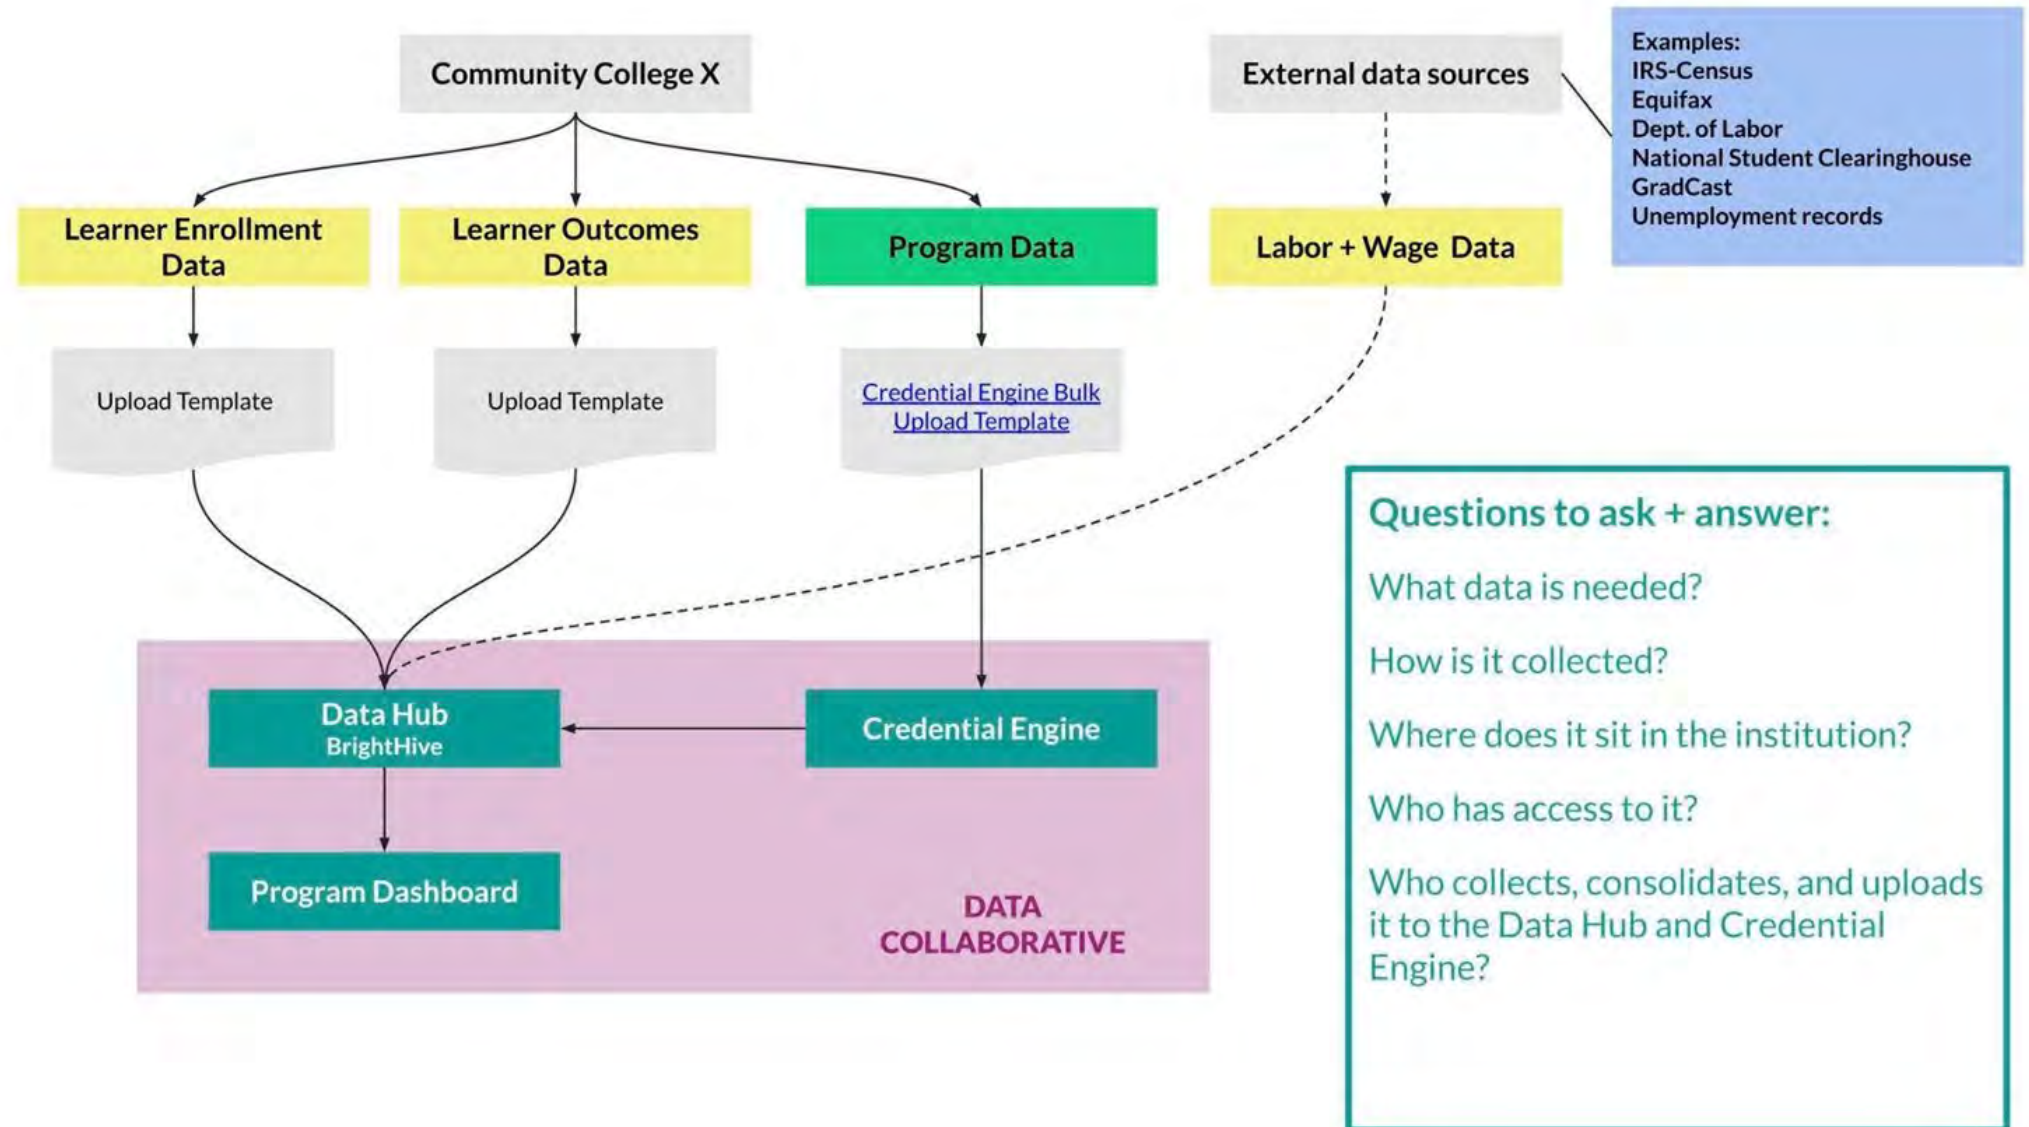 Community College X
External data sources
Examples:
IRS-Census
Equifax
Dept. of Labor
National Student Clearinghouse
GradCast
Unemployment records
Learner Enrollment
Data
Learner Outcomes
Data
Program Data
Labor + Wage Data
Upload Template
Upload Template
Credential Engine Bulk
Upload Template
Data Hub
BrightHive
Credential Engine
Program Dashboard
DATA
COLLABORATIVE
Questions to ask + answer:
What data is needed?
How is it collected?
Where does it sit in the institution?
Who has access to it?
Who collects, consolidates, and uploads
it to the Data Hub and Credential
Engine?